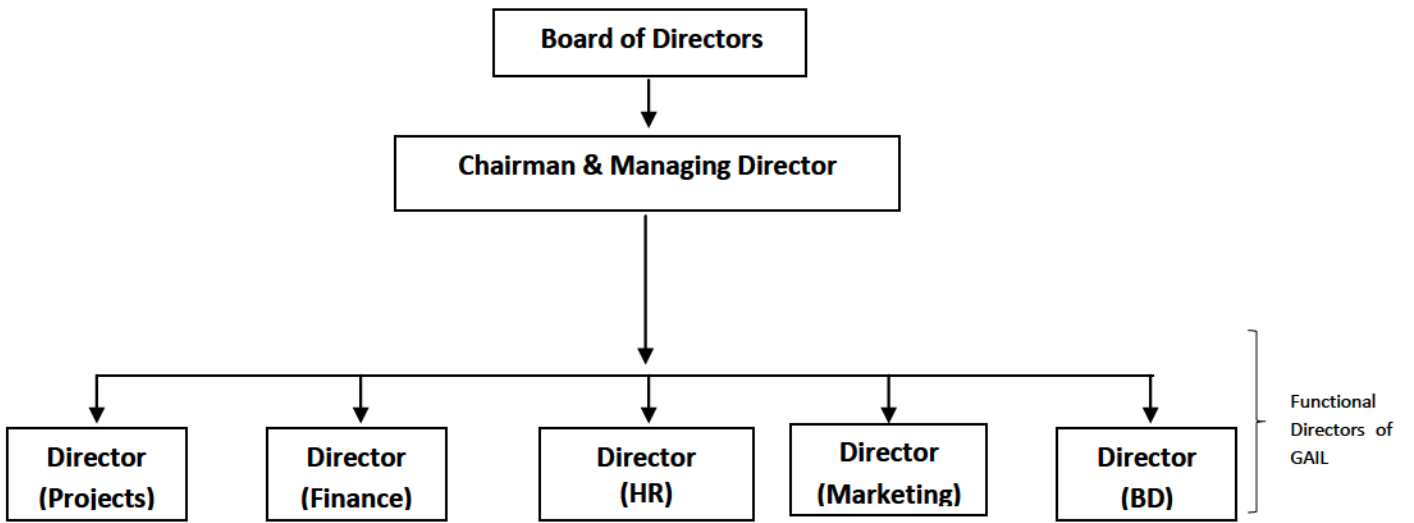 Board of Directors
Chairman & Managing Director
Director
(Projects)
Director
(Finance)
Director
(HR)
Director
(Marketing)
Director
(BD)
Functional
Directors of
GAIL